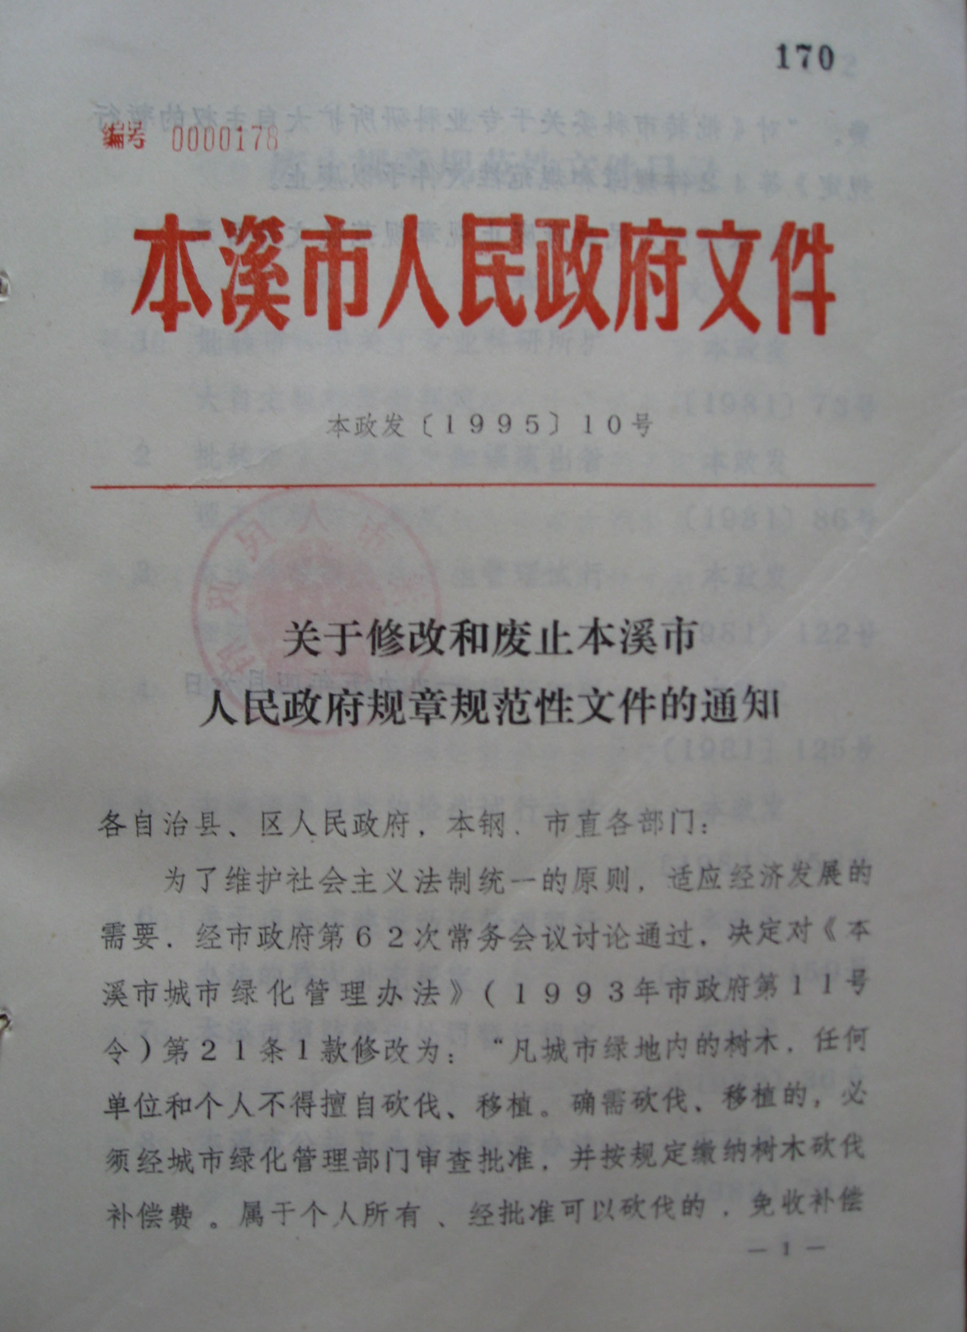 170
编号 0000178
本溪市人民政府文件
本政发〔1995〕10号
关于修改和废止本溪市
人民政府规章规范性文件的通知
各自治县、区人民政府，本钢、市直各部门：
为了维护社会主义法制统一的原则，适应经济发展的
需要，经市政府第62次常务会议讨论通过，决定对《本
溪市城市绿化管理办法》（1993年市政府第11号
令）第21条1款修改为：“凡城市绿地内的树木，任何
单位和个人不得擅自砍伐、移植。确需砍伐、移植的，必
须经城市绿化管理部门审查批准，并按规定缴纳树木砍伐
补偿费。属于个人所有、经批准可以砍伐的，免收补偿
— 1 —